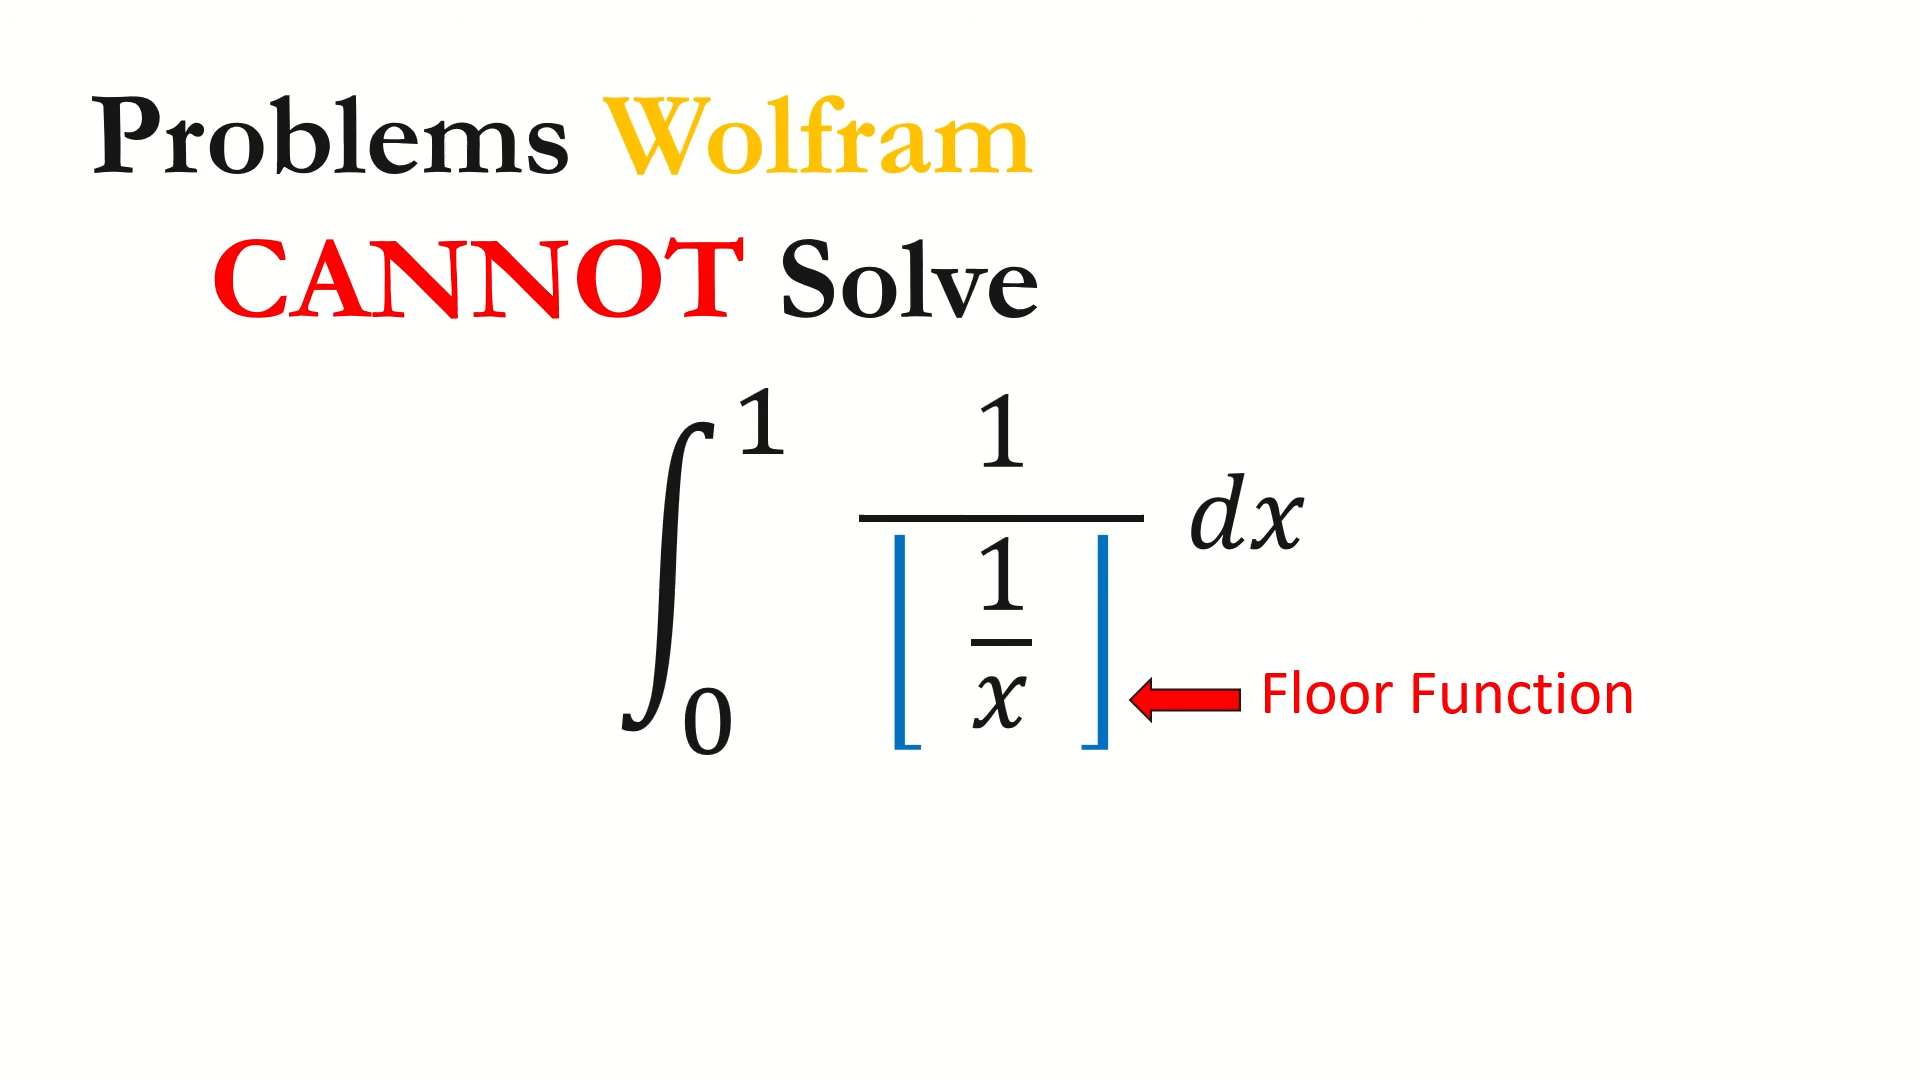 Problems Wolfram
CANNOT Solve
∫₀¹ 1/⌊1/x⌋ dx
Floor Function